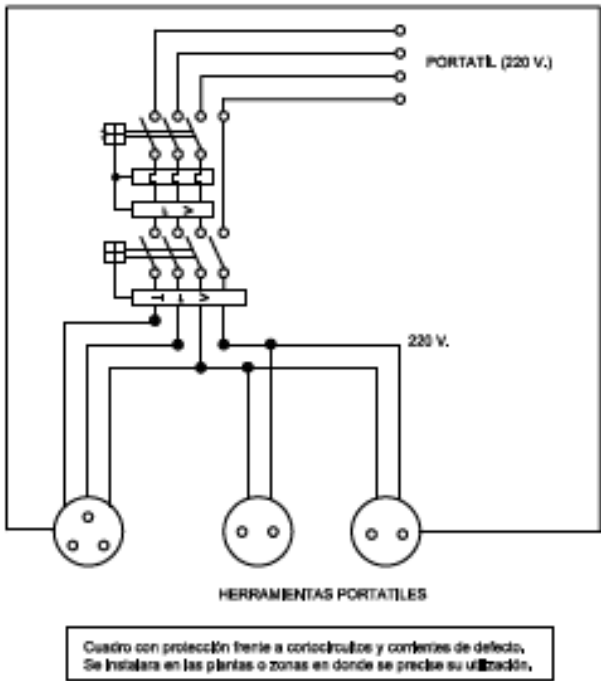 PORTATIL (220 V.)
220 V.
HERRAMIENTAS PORTATILES
Cuadro con protección frente a cortocircuitos y corrientes de defecto.
Se instalara en las plantas o zonas en donde se precise su utilización.